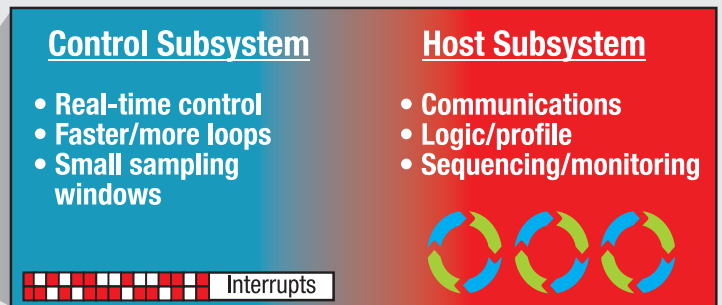 Control Subsystem
• Real-time control
• Faster/more loops
• Small sampling
windows
Interrupts
Host Subsystem
• Communications
• Logic/profile
• Sequencing/monitoring